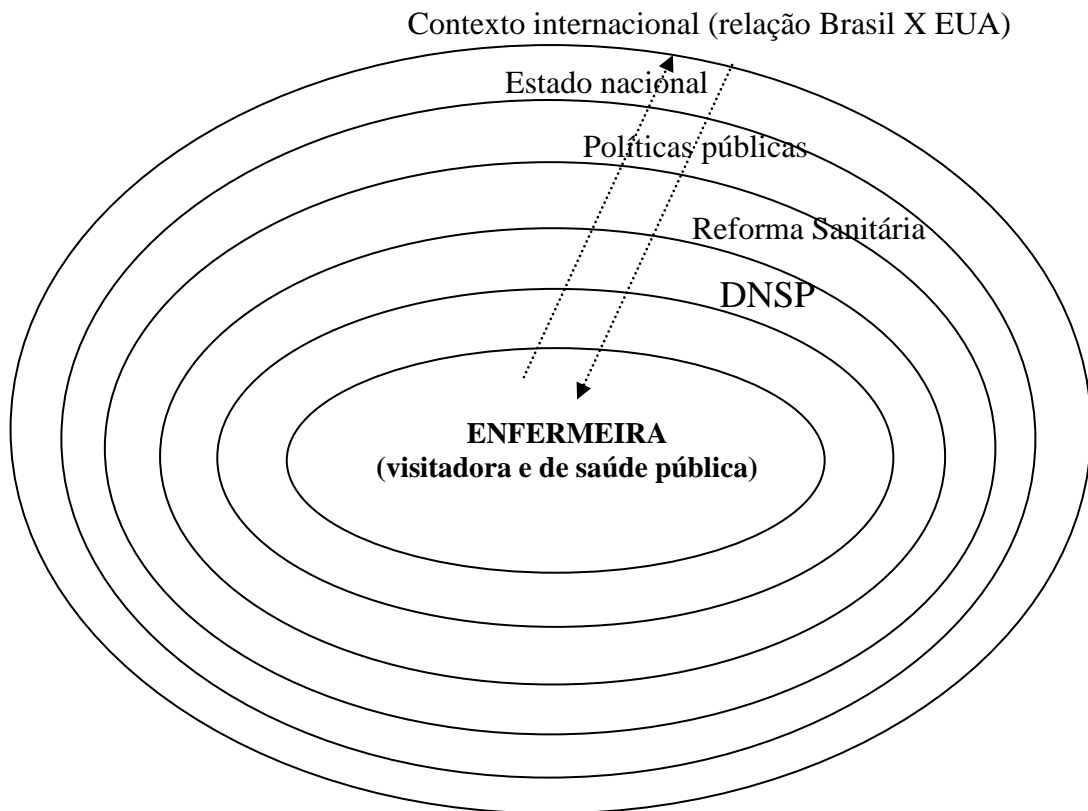 Contexto internacional (relação Brasil X EUA)
Estado nacional
Políticas públicas
Reforma Sanitária
DNSP
ENFERMEIRA
(visitadora e de saúde pública)